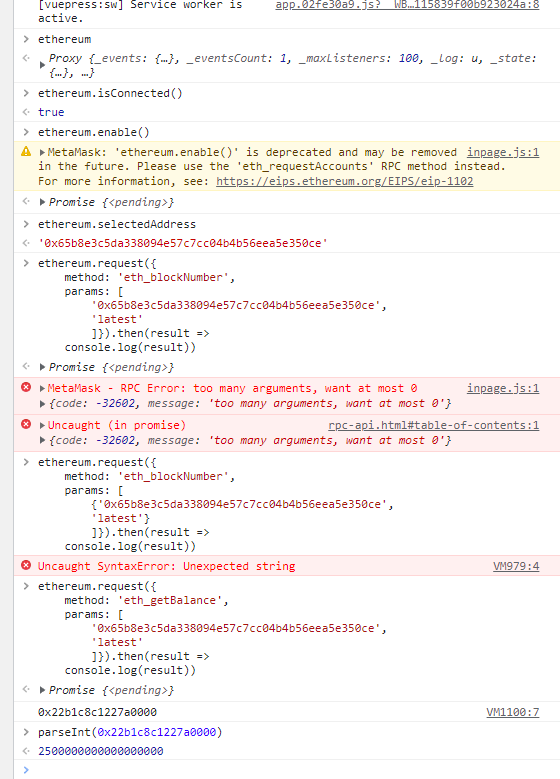 [vuepress:sw] Service worker is app.02fe30a9.js?__WB…115839f00b923024a:8
active.
ethereum
Proxy {_events: {…}, _eventsCount: 1, _maxListeners: 100, _log: u, _state:
{…}, …}
ethereum.isConnected()
true
ethereum.enable()
MetaMask: 'ethereum.enable()' is deprecated and may be removed inpage.js:1
in the future. Please use the 'eth_requestAccounts' RPC method instead.
For more information, see: https://eips.ethereum.org/EIPS/eip-1102
Promise {<pending>}
ethereum.selectedAddress
'0x65b8e3c5da338094e57c7cc04b4b56eea5e350ce'
ethereum.request({
method: 'eth_blockNumber',
params: [
'0x65b8e3c5da338094e57c7cc04b4b56eea5e350ce',
'latest'
]}).then(result =>
console.log(result))
Promise {<pending>}
MetaMask - RPC Error: too many arguments, want at most 0 inpage.js:1
{code: -32602, message: 'too many arguments, want at most 0'}
Uncaught (in promise) rpc-api.html#table-of-contents:1
{code: -32602, message: 'too many arguments, want at most 0'}
ethereum.request({
method: 'eth_blockNumber',
params: [
{'0x65b8e3c5da338094e57c7cc04b4b56eea5e350ce',
'latest'}
]}).then(result =>
console.log(result))
Uncaught SyntaxError: Unexpected string VM979:4
ethereum.request({
method: 'eth_getBalance',
params: [
'0x65b8e3c5da338094e57c7cc04b4b56eea5e350ce',
'latest'
]}).then(result =>
console.log(result))
Promise {<pending>}
0x22b1c8c1227a0000 VM1100:7
parseInt(0x22b1c8c1227a0000)
2500000000000000000